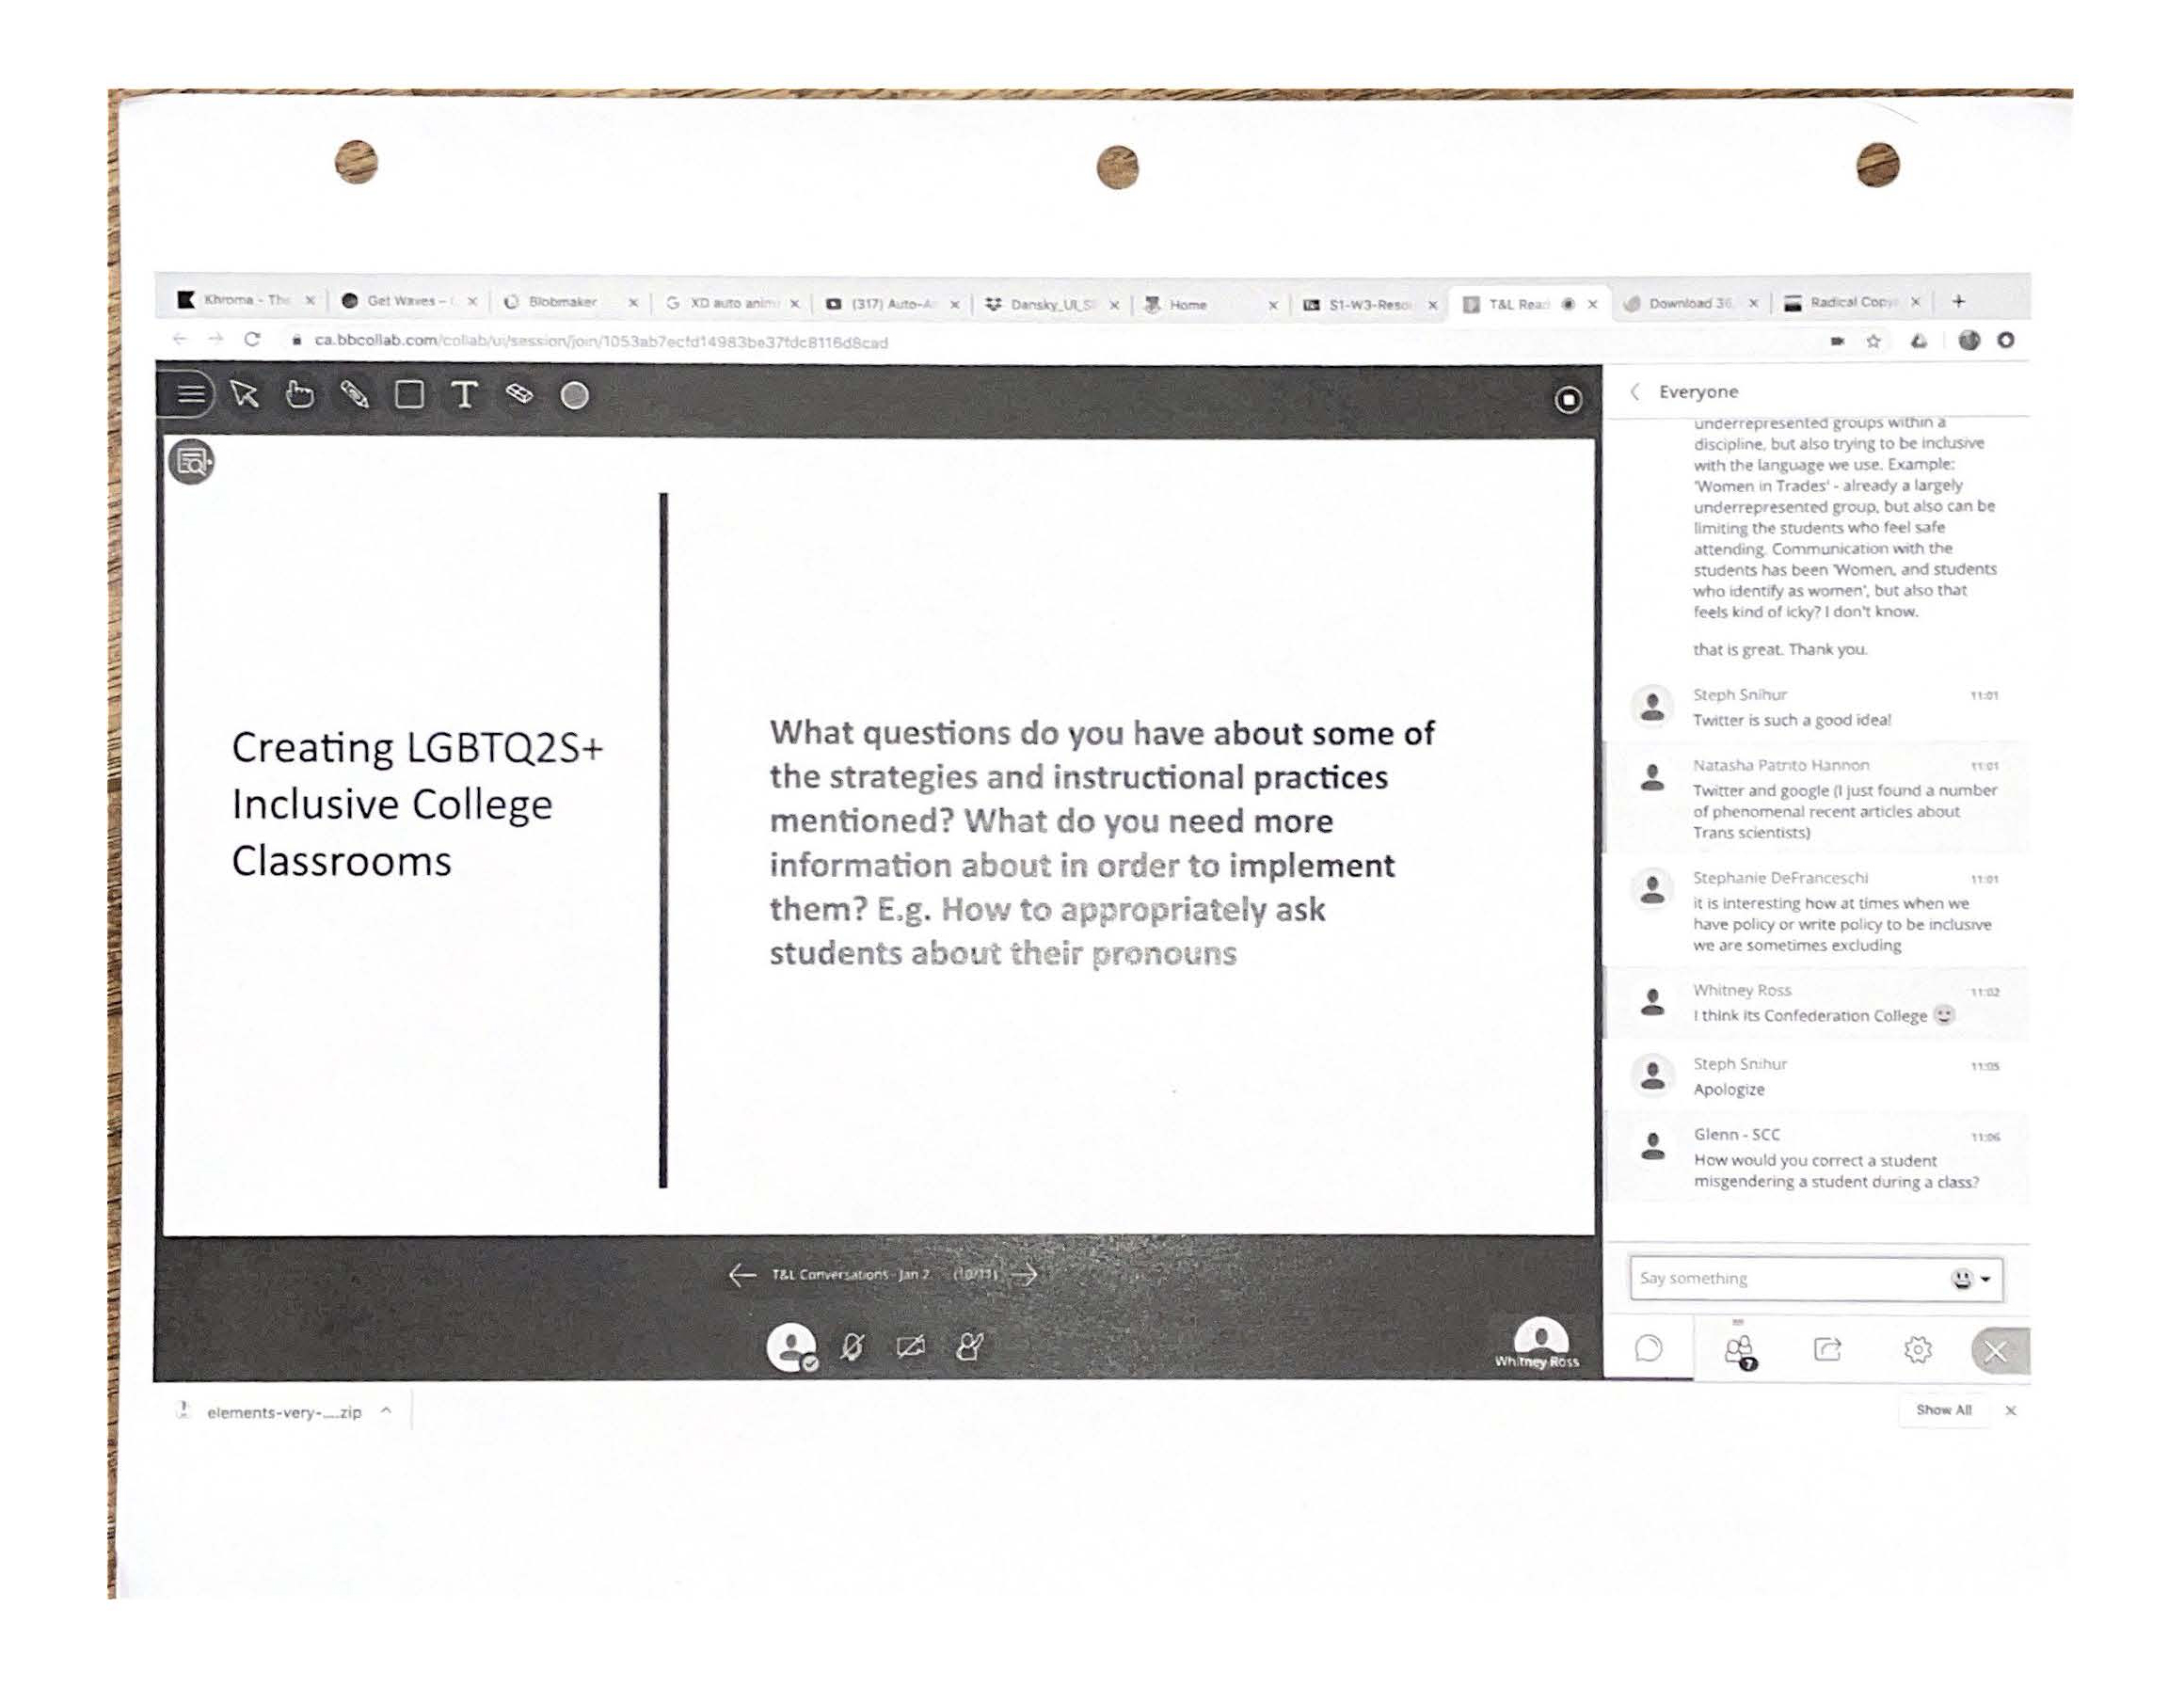 Khroma - The
Get Waves –
Blobmaker
XD auto anim
(317) Auto-A
Dansky_UI_S
Home
S1-W3-Reso
T&L Read
Download 36
Radical Copy
ca.bbcollab.com/collab/ui/session/join/1053ab7ecfd14983be37fdc8116d8cad
T
Creating LGBTQ2S+
Inclusive College
Classrooms
What questions do you have about some of
the strategies and instructional practices
mentioned? What do you need more
information about in order to implement
them? E.g. How to appropriately ask
students about their pronouns
T&L Conversations - Jan 2 (10/11)
Whitney Ross
Everyone
underrepresented groups within a
discipline, but also trying to be inclusive
with the language we use. Example:
'Women in Trades' - already a largely
underrepresented group, but also can be
limiting the students who feel safe
attending. Communication with the
students has been 'Women, and students
who identify as women', but also that
feels kind of icky? I don't know.
that is great. Thank you.
Steph Snihur 11:01
Twitter is such a good idea!
Natasha Patrito Hannon 11:01
Twitter and google (I just found a number
of phenomenal recent articles about
Trans scientists)
Stephanie DeFranceschi 11:01
it is interesting how at times when we
have policy or write policy to be inclusive
we are sometimes excluding
Whitney Ross 11:02
I think its Confederation College
Steph Snihur 11:05
Apologize
Glenn - SCC 11:06
How would you correct a student
misgendering a student during a class?
Say something
7
elements-very-....zip
Show All